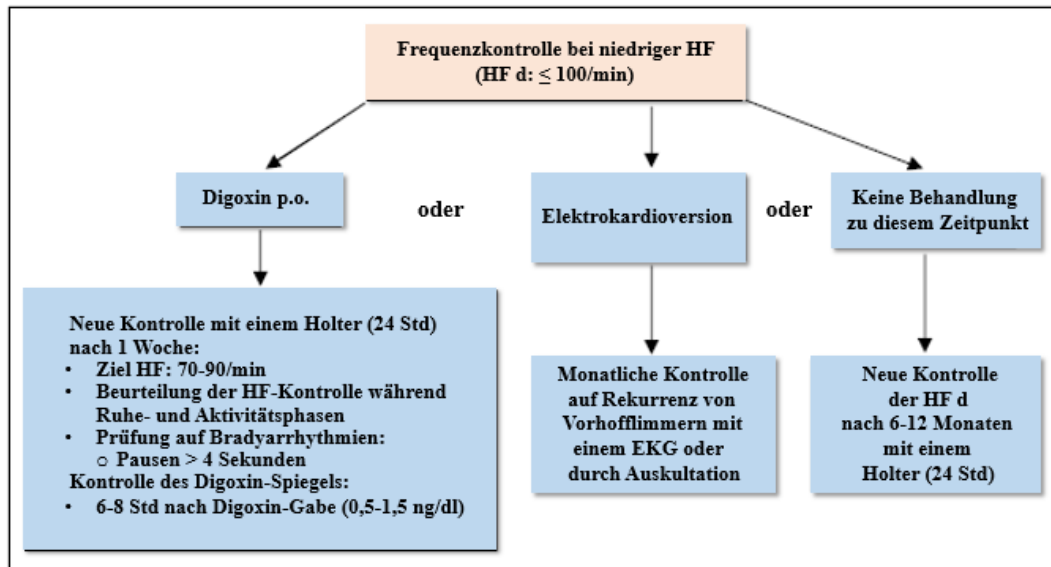 Frequenzkontrolle bei niedriger HF
(HF d: ≤ 100/min)
Digoxin p.o.
oder
Elektrokardioversion
oder
Keine Behandlung
zu diesem Zeitpunkt
Neue Kontrolle mit einem Holter (24 Std)
nach 1 Woche:
• Ziel HF: 70-90/min
• Beurteilung der HF-Kontrolle während
Ruhe- und Aktivitätsphasen
• Prüfung auf Bradyarrhythmien:
o Pausen > 4 Sekunden
Kontrolle des Digoxin-Spiegels:
• 6-8 Std nach Digoxin-Gabe (0,5-1,5 ng/dl)
Monatliche Kontrolle
auf Rekurrenz von
Vorhofflimmern mit
einem EKG oder
durch Auskultation
Neue Kontrolle
der HF d
nach 6-12 Monaten
mit einem
Holter (24 Std)